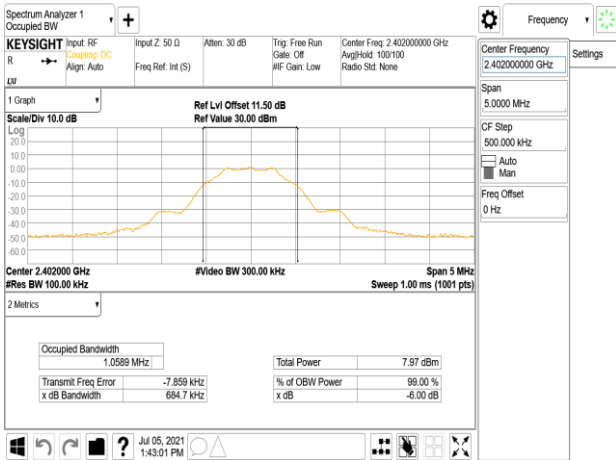 Spectrum Analyzer 1
Occupied BW
KEYSIGHT
R
LXI
Input: RF
Coupling: DC
Align: Auto
Input Z: 50 Ω
Freq Ref: Int (S)
Atten: 30 dB
Trig: Free Run
Gate: Off
#IF Gain: Low
Center Freq: 2.402000000 GHz
Avg|Hold: 100/100
Radio Std: None
1 Graph
Scale/Div 10.0 dB
Ref Lvl Offset 11.50 dB
Ref Value 30.00 dBm
Log
20.0
10.0
0.00
-10.0
-20.0
-30.0
-40.0
-50.0
-60.0
Center 2.402000 GHz
#Video BW 300.00 kHz
Span 5 MHz
#Res BW 100.00 kHz
Sweep 1.00 ms (1001 pts)
2 Metrics
Occupied Bandwidth
1.0589 MHz
Total Power 7.97 dBm
Transmit Freq Error -7.859 kHz
% of OBW Power 99.00 %
x dB Bandwidth 684.7 kHz
x dB -6.00 dB
?
Jul 05, 2021
1:43:01 PM
Frequency
Settings
Center Frequency
2.402000000 GHz
Span
5.0000 MHz
CF Step
500.000 kHz
Auto
Man
Freq Offset
0 Hz